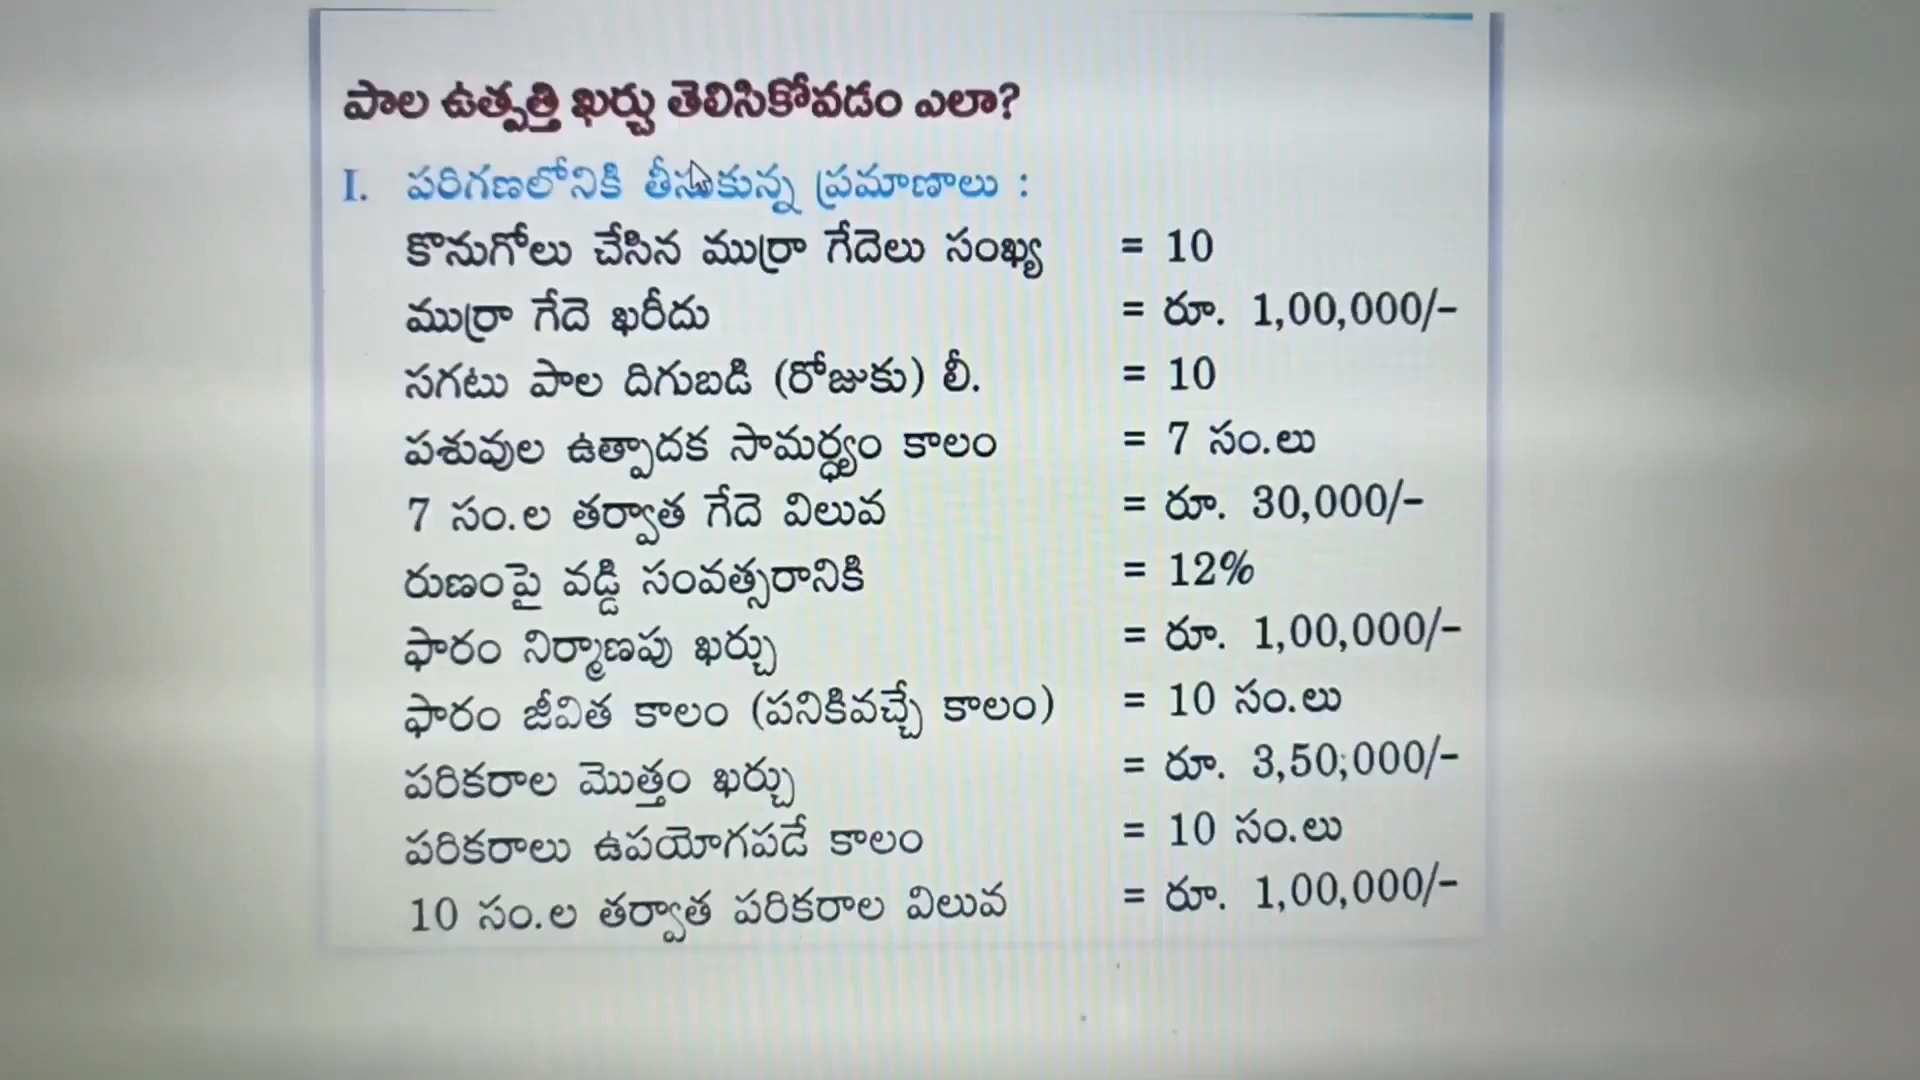 పాల ఉత్పత్తి ఖర్చు తెలిసికోవడం ఎలా?
I. పరిగణలోనికి తీసుకున్న ప్రమాణాలు :
కొనుగోలు చేసిన ముర్రా గేదెలు సంఖ్య = 10
ముర్రా గేదె ఖరీదు = రూ. 1,00,000/-
సగటు పాల దిగుబడి (రోజుకు) లీ. = 10
పశువుల ఉత్పాదక సామర్థ్యం కాలం = 7 సం.లు
7 సం.ల తర్వాత గేదె విలువ = రూ. 30,000/-
రుణంపై వడ్డి సంవత్సరానికి = 12%
ఫారం నిర్మాణపు ఖర్చు = రూ. 1,00,000/-
ఫారం జీవిత కాలం (పనికివచ్చే కాలం) = 10 సం.లు
పరికరాల మొత్తం ఖర్చు = రూ. 3,50;000/-
పరికరాలు ఉపయోగపడే కాలం = 10 సం.లు
10 సం.ల తర్వాత పరికరాల విలువ = రూ. 1,00,000/-